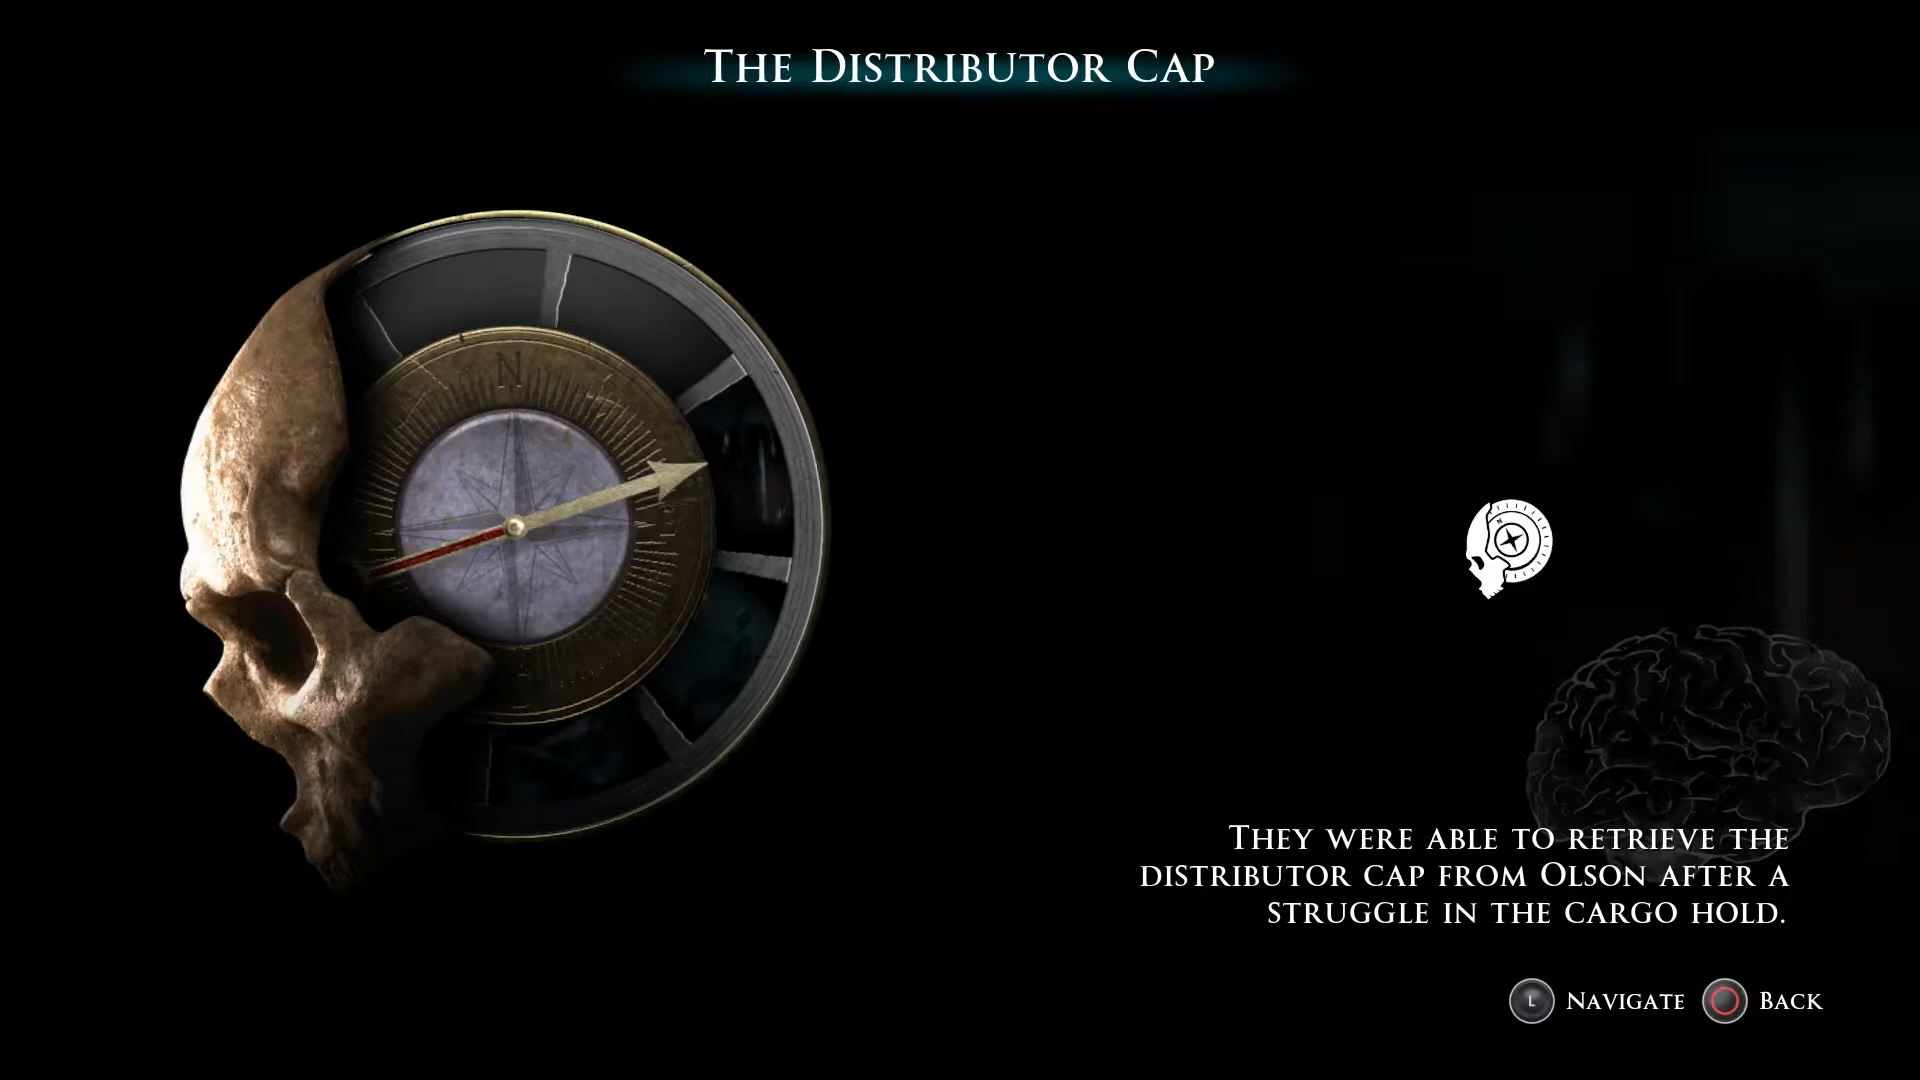 The Distributor Cap
N
They were able to retrieve the
distributor cap from Olson after a
struggle in the cargo hold.
L Navigate Back